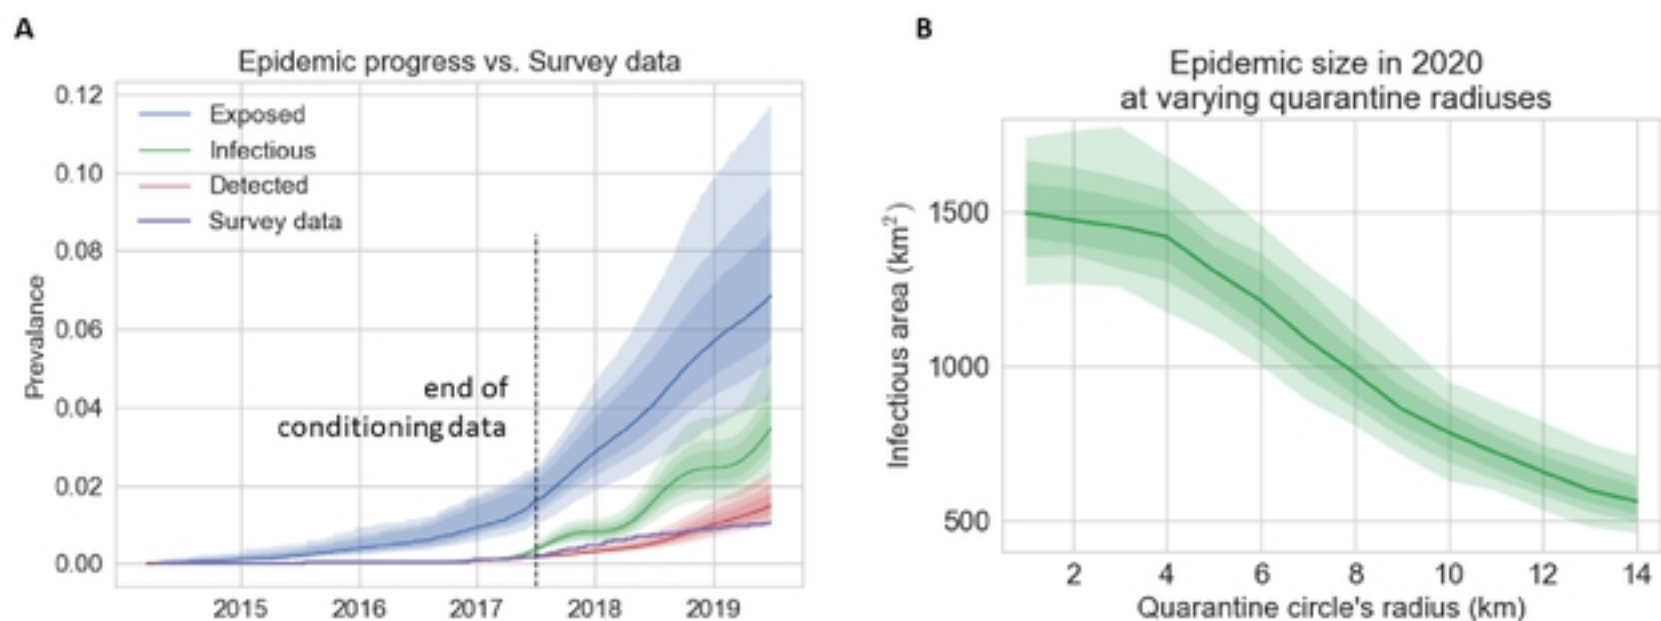 A
Epidemic progress vs. Survey data
0.12
0.10
0.08
0.06
0.04
0.02
0.00
Prevalance
Exposed
Infectious
Detected
Survey data
end of
conditioning data
2015
2016
2017
2018
2019
B
Epidemic size in 2020
at varying quarantine radiuses
1500
1000
500
Infectious area (km²)
2
4
6
8
10
12
14
Quarantine circle's radius (km)